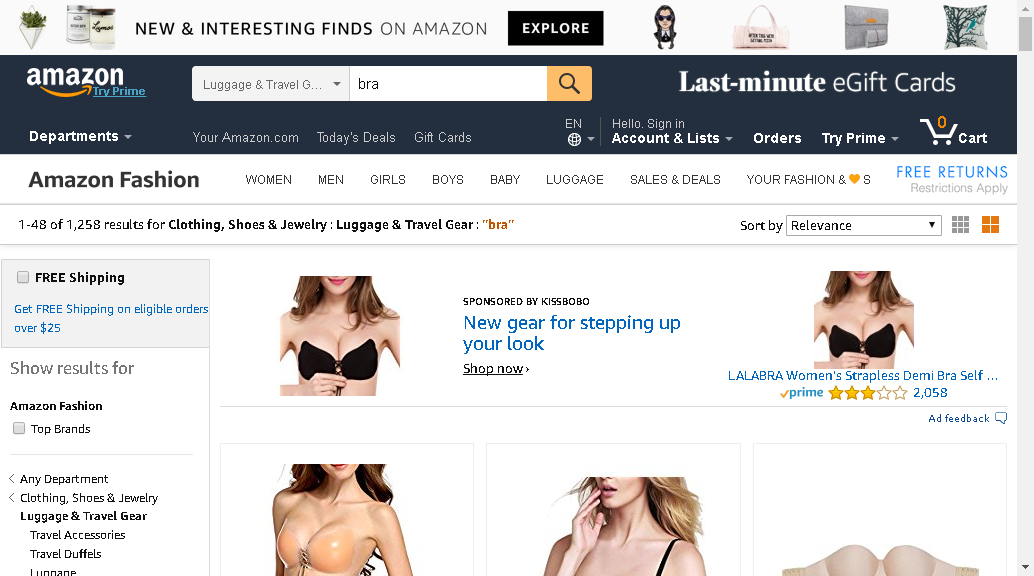 NEW & INTERESTING FINDS ON AMAZON
EXPLORE
amazon
Try Prime
Luggage & Travel G...
bra
Last-minute eGift Cards
Departments
Your Amazon.com
Today's Deals
Gift Cards
EN
Hello. Sign in
Account & Lists
Orders
Try Prime
0
Cart
Amazon Fashion
WOMEN
MEN
GIRLS
BOYS
BABY
LUGGAGE
SALES & DEALS
YOUR FASHION & S
FREE RETURNS
Restrictions Apply
1-48 of 1,258 results for Clothing, Shoes & Jewelry : Luggage & Travel Gear : "bra"
Sort by
Relevance
FREE Shipping
Get FREE Shipping on eligible orders
over $25
Show results for
Amazon Fashion
Top Brands
Any Department
Clothing, Shoes & Jewelry
Luggage & Travel Gear
Travel Accessories
Travel Duffels
Luggage
SPONSORED BY KISSBOBO
New gear for stepping up
your look
Shop now ›
LALABRA Women's Strapless Demi Bra Self ...
prime
2,058
Ad feedback